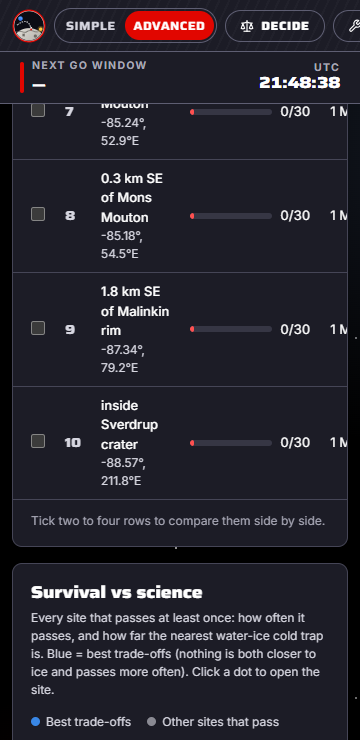 SIMPLE ADVANCED DECIDE
NEXT GO WINDOW
UTC
—
21:48:38
7 Mouton 0/30 1 M
-85.24°,
52.9°E
0.3 km SE
of Mons
8 Mouton 0/30 1 M
-85.18°,
54.5°E
1.8 km SE
of Malinkin
9 rim 0/30 1 M
-87.34°,
79.2°E
inside
Sverdrup
10 crater 0/30 1 M
-88.57°,
211.8°E
Tick two to four rows to compare them side by side.
Survival vs science
Every site that passes at least once: how often it
passes, and how far the nearest water-ice cold trap
is. Blue = best trade-offs (nothing is both closer to
ice and passes more often). Click a dot to open the
site.
Best trade-offs Other sites that pass